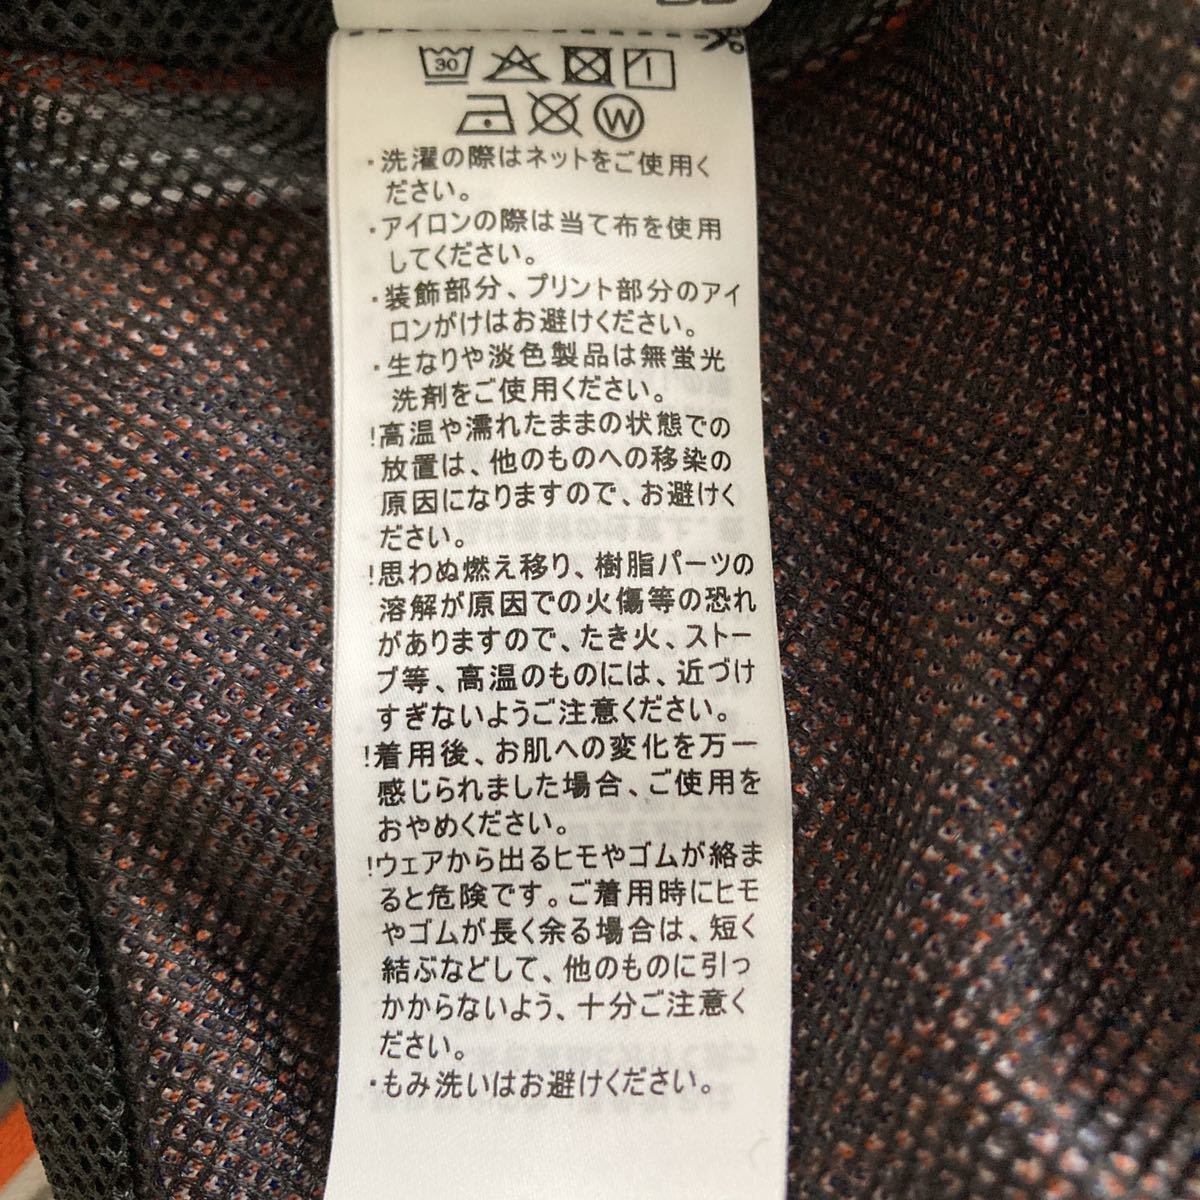 30
W
・洗濯の際はネットをご使用く
ださい。
・アイロンの際は当て布を使用
してください。
・装飾部分、プリント部分のアイ
ロンがけはお避けください。
・生なりや淡色製品は無蛍光
洗剤をご使用ください。
!高温や濡れたままの状態での
放置は、他のものへの移染の
原因になりますので、お避けく
ださい。
!思わぬ燃え移り、樹脂パーツの
溶解が原因での火傷等の恐れ
がありますので、たき火、ストー
ブ等、高温のものには、近づけ
すぎないようご注意ください。
!着用後、お肌への変化を万一
感じられました場合、ご使用を
おやめください。
!ウェアから出るヒモやゴムが絡ま
ると危険です。ご着用時にヒモ
やゴムが長く余る場合は、短く
結ぶなどして、他のものに引っ
かからないよう、十分ご注意く
ださい。
・もみ洗いはお避けください。